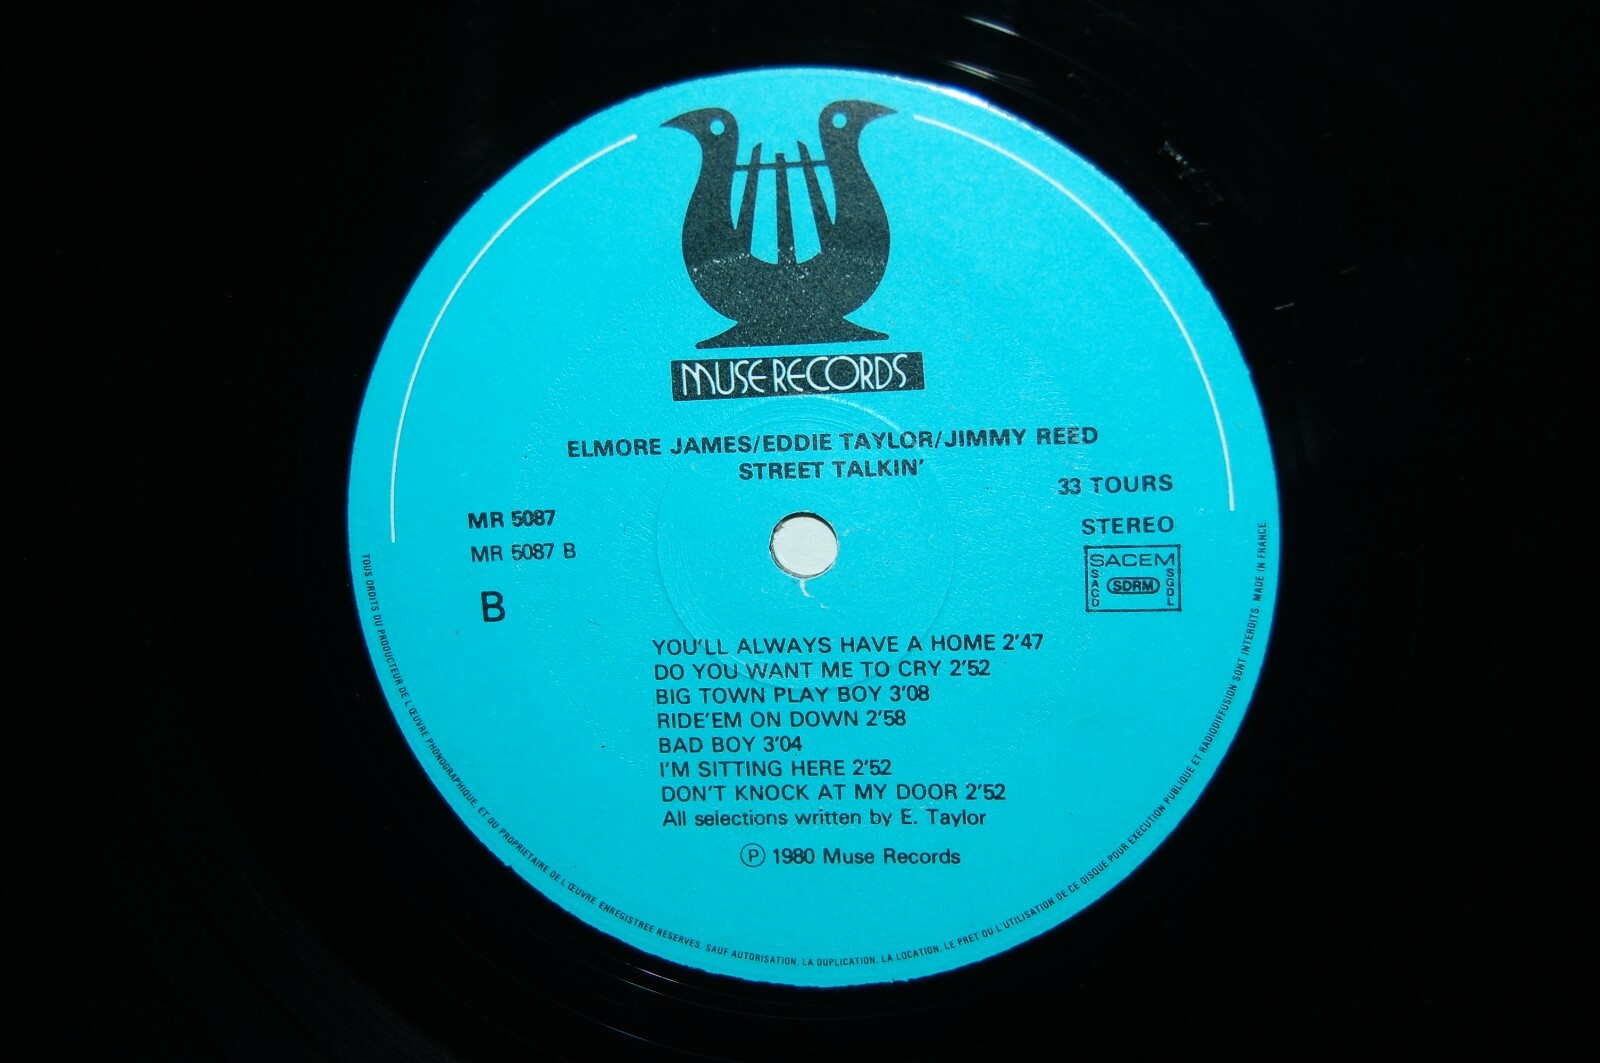 MUSE RECORDS
ELMORE JAMES/EDDIE TAYLOR/JIMMY REED
STREET TALKIN'
33 TOURS
MR 5087
STEREO
MR 5087 B
SACEM
SACD
SDRM
SGDL
B
YOU'LL ALWAYS HAVE A HOME 2'47
DO YOU WANT ME TO CRY 2'52
BIG TOWN PLAY BOY 3'08
RIDE'EM ON DOWN 2'58
BAD BOY 3'04
I'M SITTING HERE 2'52
DON'T KNOCK AT MY DOOR 2'52
All selections written by E. Taylor
Ⓟ 1980 Muse Records
TOUS DROITS DU PRODUCTEUR DE L'ŒUVRE PHONOGRAPHIQUE, ET DU PROPRIETAIRE DE L'ŒUVRE ENREGISTREE RESERVES. SAUF AUTORISATION, LA DUPLICATION, LA LOCATION, LE PRET OU L'UTILISATION DE CE DISQUE POUR EXECUTION PUBLIQUE ET RADIODIFFUSION SONT INTERDITS. MADE IN FRANCE.